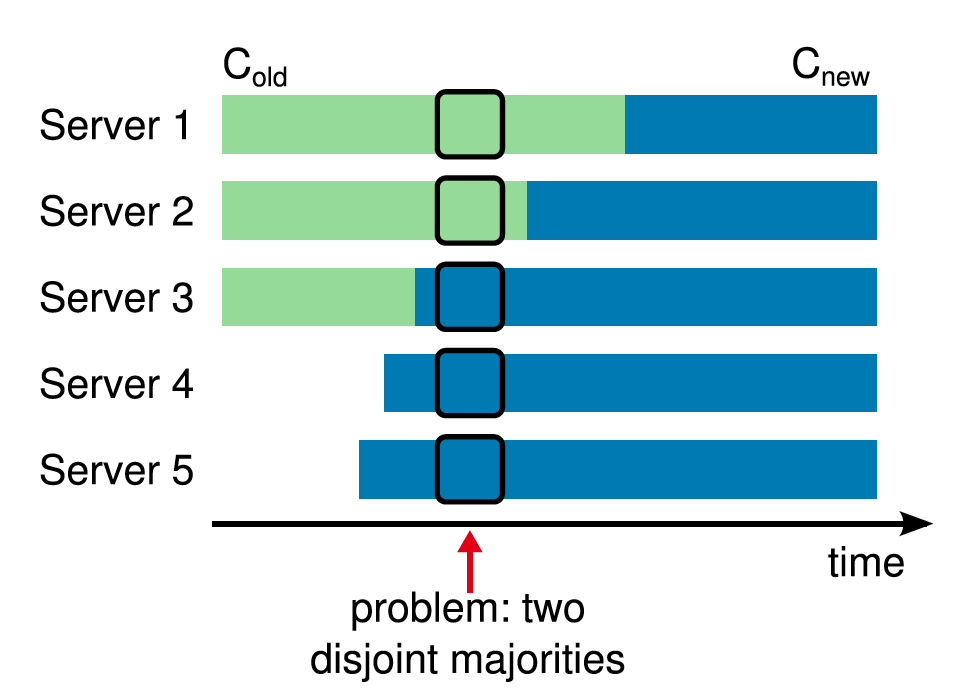 C_old C_new
Server 1
Server 2
Server 3
Server 4
Server 5
time
problem: two
disjoint majorities